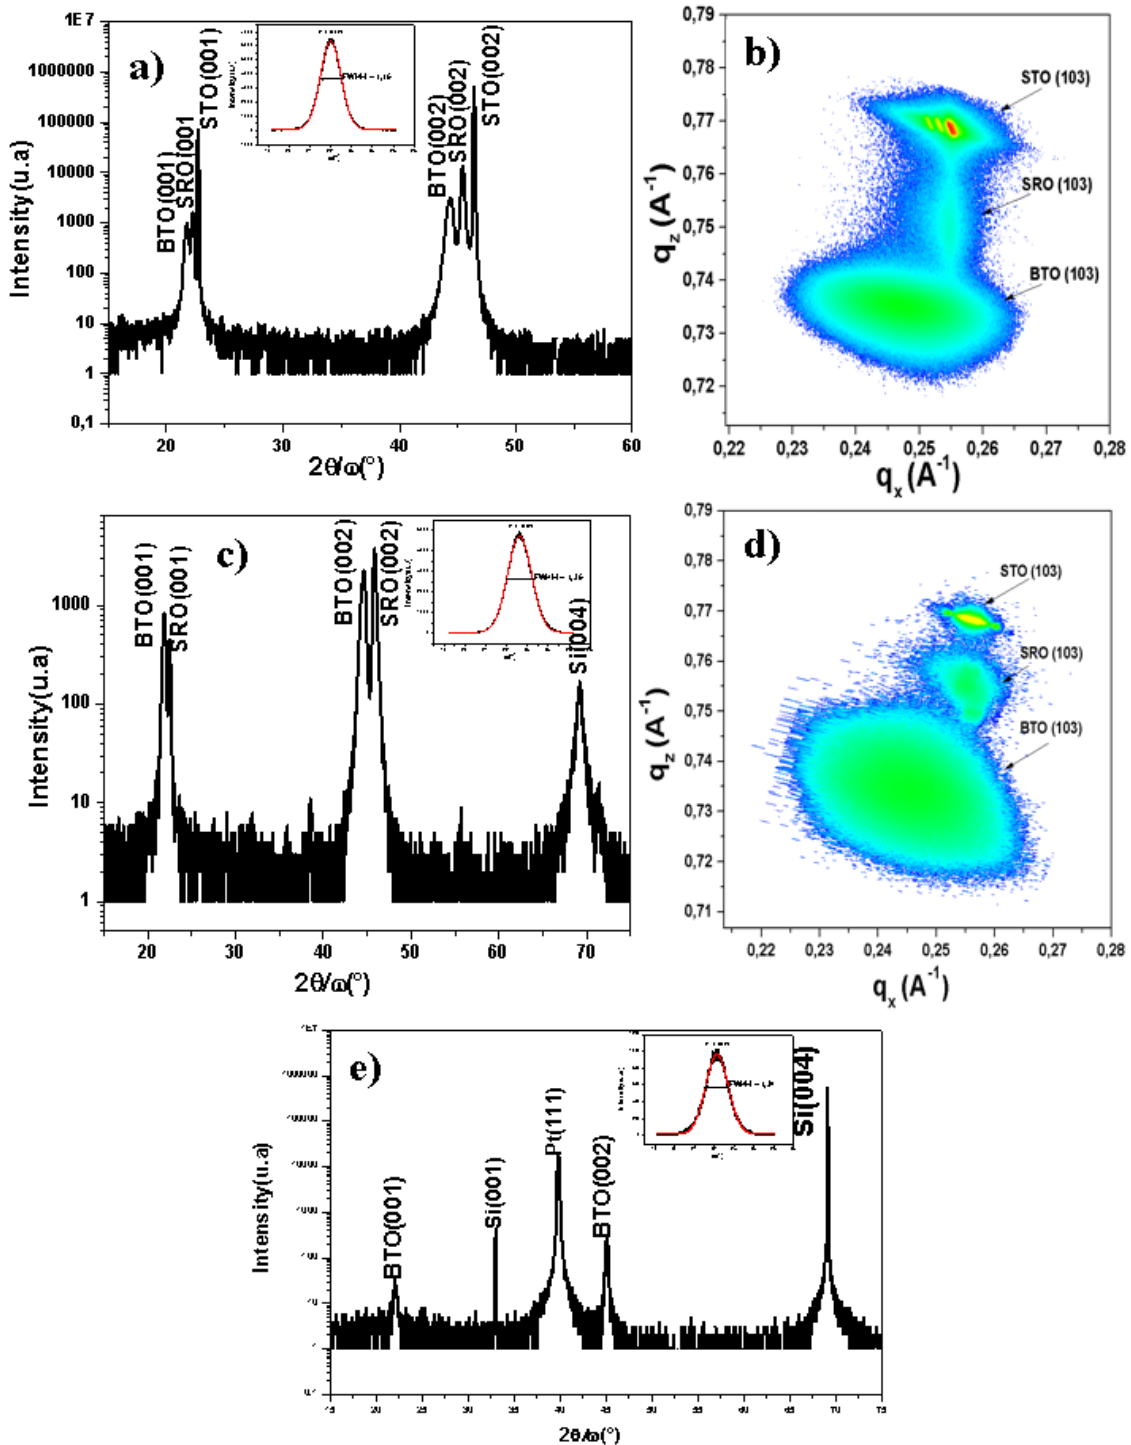 a)
1E7
1000000
100000
10000
1000
100
10
1
0,1
Intensity(u.a)
BTO(001)
SRO(001
STO(001)
BTO(002)
SRO(002)
STO(002)
20
30
40
50
60
2θ/ω(°)
b)
0,79
0,78
0,77
0,76
0,75
0,74
0,73
0,72
q_z (A^-1)
STO (103)
SRO (103)
BTO (103)
0,22
0,23
0,24
0,25
0,26
0,27
0,28
q_x (A^-1)
c)
1000
100
10
1
Intensity(u.a)
BTO(001)
SRO(001)
BTO(002)
SRO(002)
Si(004)
20
30
40
50
60
70
2θ/ω(°)
d)
0,79
0,78
0,77
0,76
0,75
0,74
0,73
0,72
0,71
q_z (A^-1)
STO (103)
SRO (103)
BTO (103)
0,22
0,23
0,24
0,25
0,26
0,27
0,28
q_x (A^-1)
e)
Intensity(u.a)
BTO(001)
Si(001)
Pt(111)
BTO(002)
Si(004)
2θ/ω(°)